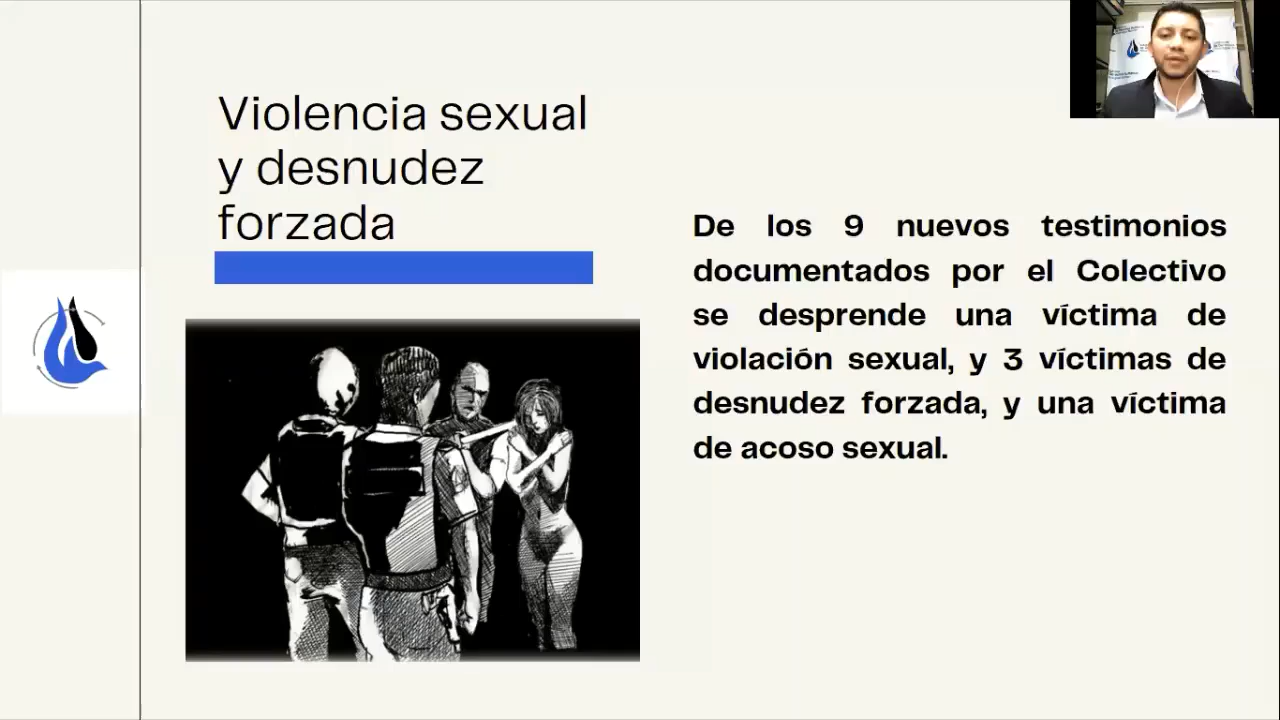 Violencia sexual
y desnudez
forzada
De los 9 nuevos testimonios
documentados por el Colectivo
se desprende una víctima de
violación sexual, y 3 víctimas de
desnudez forzada, y una víctima
de acoso sexual.